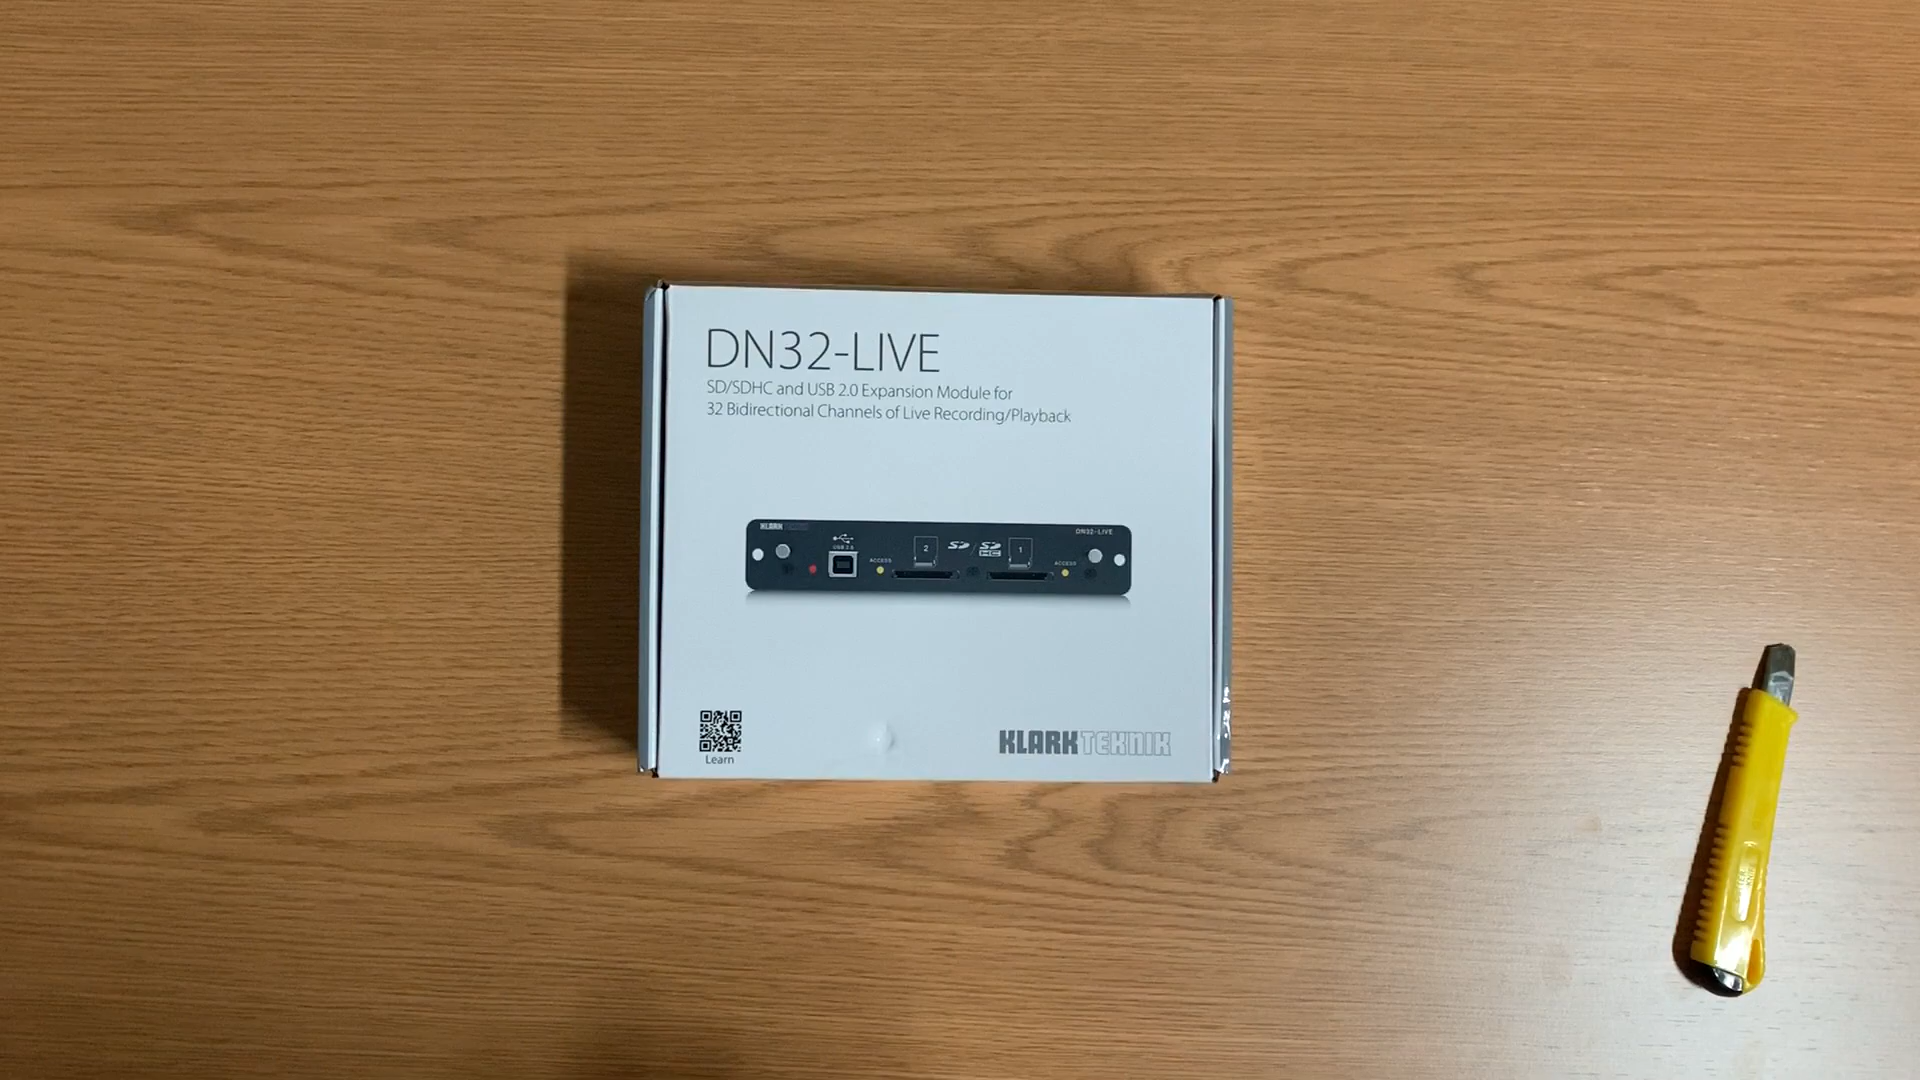 DN32-LIVE
SD/SDHC and USB 2.0 Expansion Module for
32 Bidirectional Channels of Live Recording/Playback
KLARK TEKNIK
DN32-LIVE
USB 2.0
ACCESS
2
SD / SD HC
1
ACCESS
Learn
KLARK TEKNIK